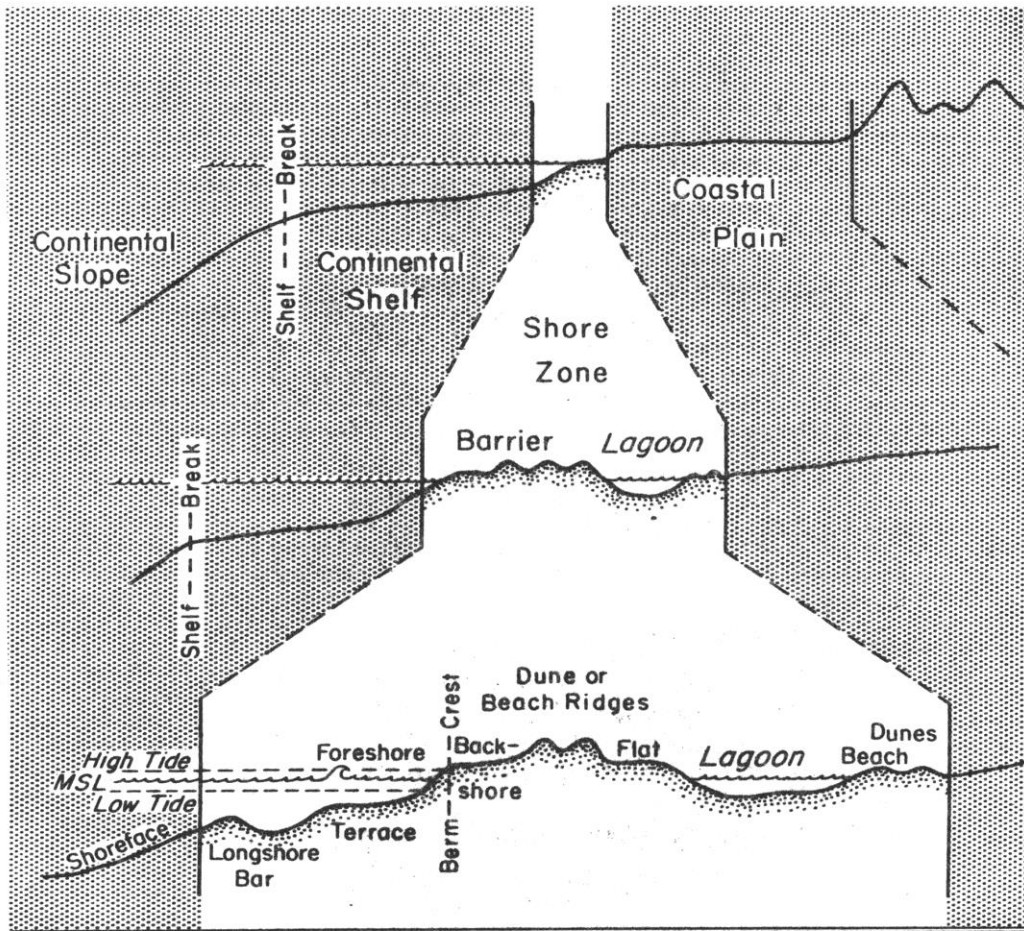 Shelf -- Break
Continental
Slope
Continental
Shelf
Coastal
Plain
Shore
Zone
Shelf --- Break
Barrier
Lagoon
Dune or
Beach Ridges
High Tide
MSL
Low Tide
Foreshore
Berm — Crest
Back-
shore
Flat
Lagoon
Dunes
Beach
Shoreface
Longshore
Bar
Terrace